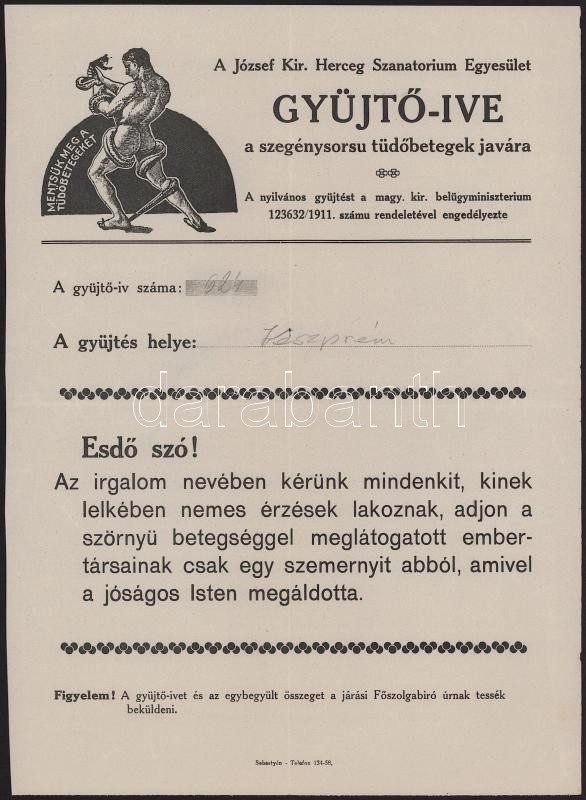 A József Kir. Herceg Szanatorium Egyesület
GYÜJTŐ-IVE
a szegénysorsu tüdőbetegek javára
A nyilvános gyüjtést a magy. kir. belügyminiszterium
123632/1911. számu rendeletével engedélyezte
MENTSÜK MEG A
TÜDŐBETEGEKET
A gyüjtő-iv száma: 624
A gyüjtés helye: Veszprém
darabanth
Esdő szó!
Az irgalom nevében kérünk mindenkit, kinek
lelkében nemes érzések lakoznak, adjon a
szörnyü betegséggel meglátogatott ember-
társainak csak egy szemernyit abból, amivel
a jóságos Isten megáldotta.
Figyelem! A gyüjtő-ivet és az egybegyült összeget a járási Főszolgabiró úrnak tessék
beküldeni.
Sebestyén - Telefon 134-58.